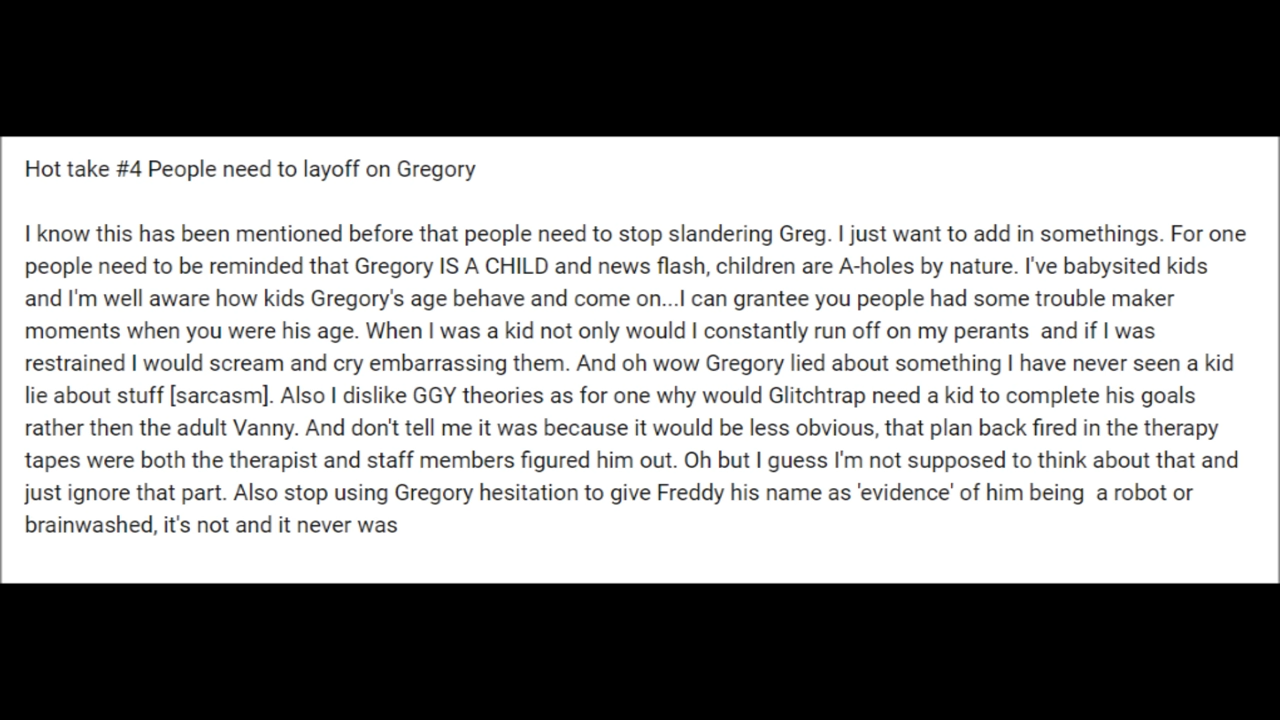 Hot take #4 People need to layoff on Gregory
I know this has been mentioned before that people need to stop slandering Greg. I just want to add in somethings. For one
people need to be reminded that Gregory IS A CHILD and news flash, children are A-holes by nature. I've babysited kids
and I'm well aware how kids Gregory's age behave and come on...I can grantee you people had some trouble maker
moments when you were his age. When I was a kid not only would I constantly run off on my perants  and if I was
restrained I would scream and cry embarrassing them. And oh wow Gregory lied about something I have never seen a kid
lie about stuff [sarcasm]. Also I dislike GGY theories as for one why would Glitchtrap need a kid to complete his goals
rather then the adult Vanny. And don't tell me it was because it would be less obvious, that plan back fired in the therapy
tapes were both the therapist and staff members figured him out. Oh but I guess I'm not supposed to think about that and
just ignore that part. Also stop using Gregory hesitation to give Freddy his name as 'evidence' of him being  a robot or
brainwashed, it's not and it never was